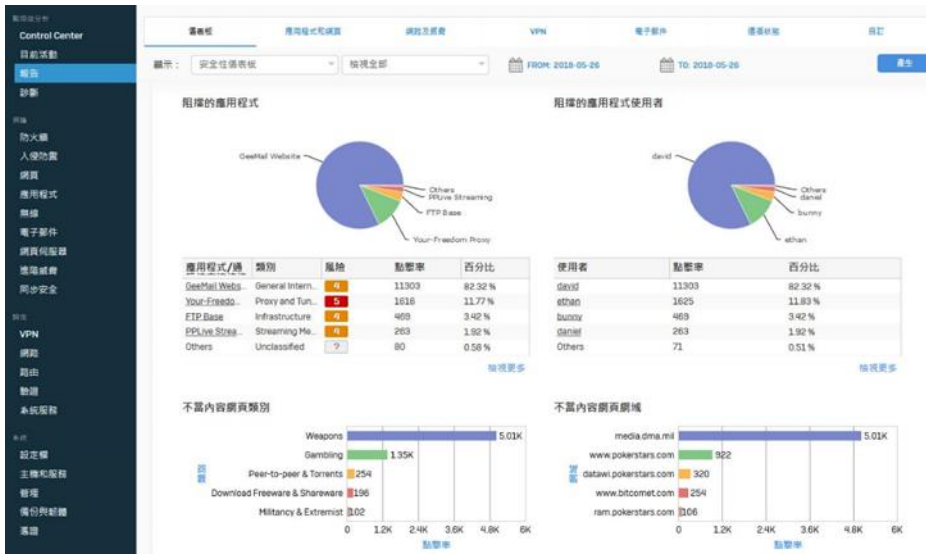 Control Center
目前活動
報告
診斷
防火牆
入侵防禦
網頁
應用程式
無線
電子郵件
網頁伺服器
進階威脅
同步安全
VPN
網路
路由
驗證
系統服務
設定檔
主機和服務
管理
備份與韌體
憑證
儀表板 應用程式和網頁 網路及威脅 VPN 電子郵件 自訂
顯示： 安全性儀表板 檢視全部 FROM: 2018-05-26 TO: 2018-05-26 產生
阻擋的應用程式
GeeMail Website
Others
PPLive Streaming
FTP Base
Your-Freedom Proxy
應用程式/通 類別 風險 點擊率 百分比
GeeMail Webs... General Intern... 4 11303 82.32 %
Your-Freedo... Proxy and Tun... 5 1616 11.77 %
FTP Base Infrastructure 4 469 3.42 %
PPLive Strea... Streaming Me... 4 263 1.92 %
Others Unclassified ? 80 0.58 %
檢視更多
阻擋的應用程式使用者
david
Others
daniel
bunny
ethan
使用者 點擊率 百分比
david 11303 82.32 %
ethan 1625 11.83 %
bunny 469 3.42 %
daniel 263 1.92 %
Others 71 0.51 %
檢視更多
不當內容網頁類別
Weapons 5.01K
Gambling 1.35K
Peer-to-peer & Torrents 254
Download Freeware & Shareware 196
Militancy & Extremist 102
0 1.2K 2.4K 3.6K 4.8K 6K
點擊率
不當內容網頁網域
media.dma.mil 5.01K
www.pokerstars.com 922
datawi.pokerstars.com 320
www.bitcomet.com 254
ram.pokerstars.com 106
0 1.2K 2.4K 3.6K 4.8K 6K
點擊率